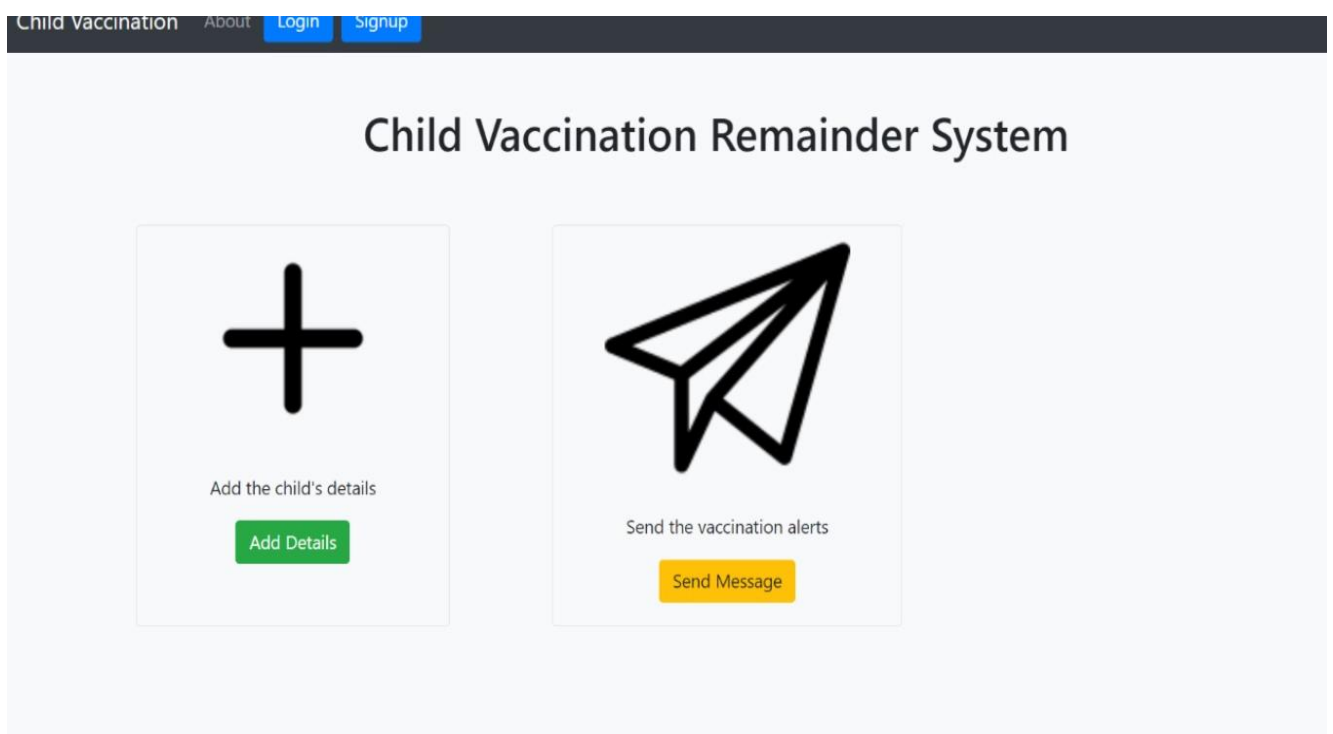 Child Vaccination About Login Signup
Child Vaccination Remainder System
Add the child's details
Add Details
Send the vaccination alerts
Send Message